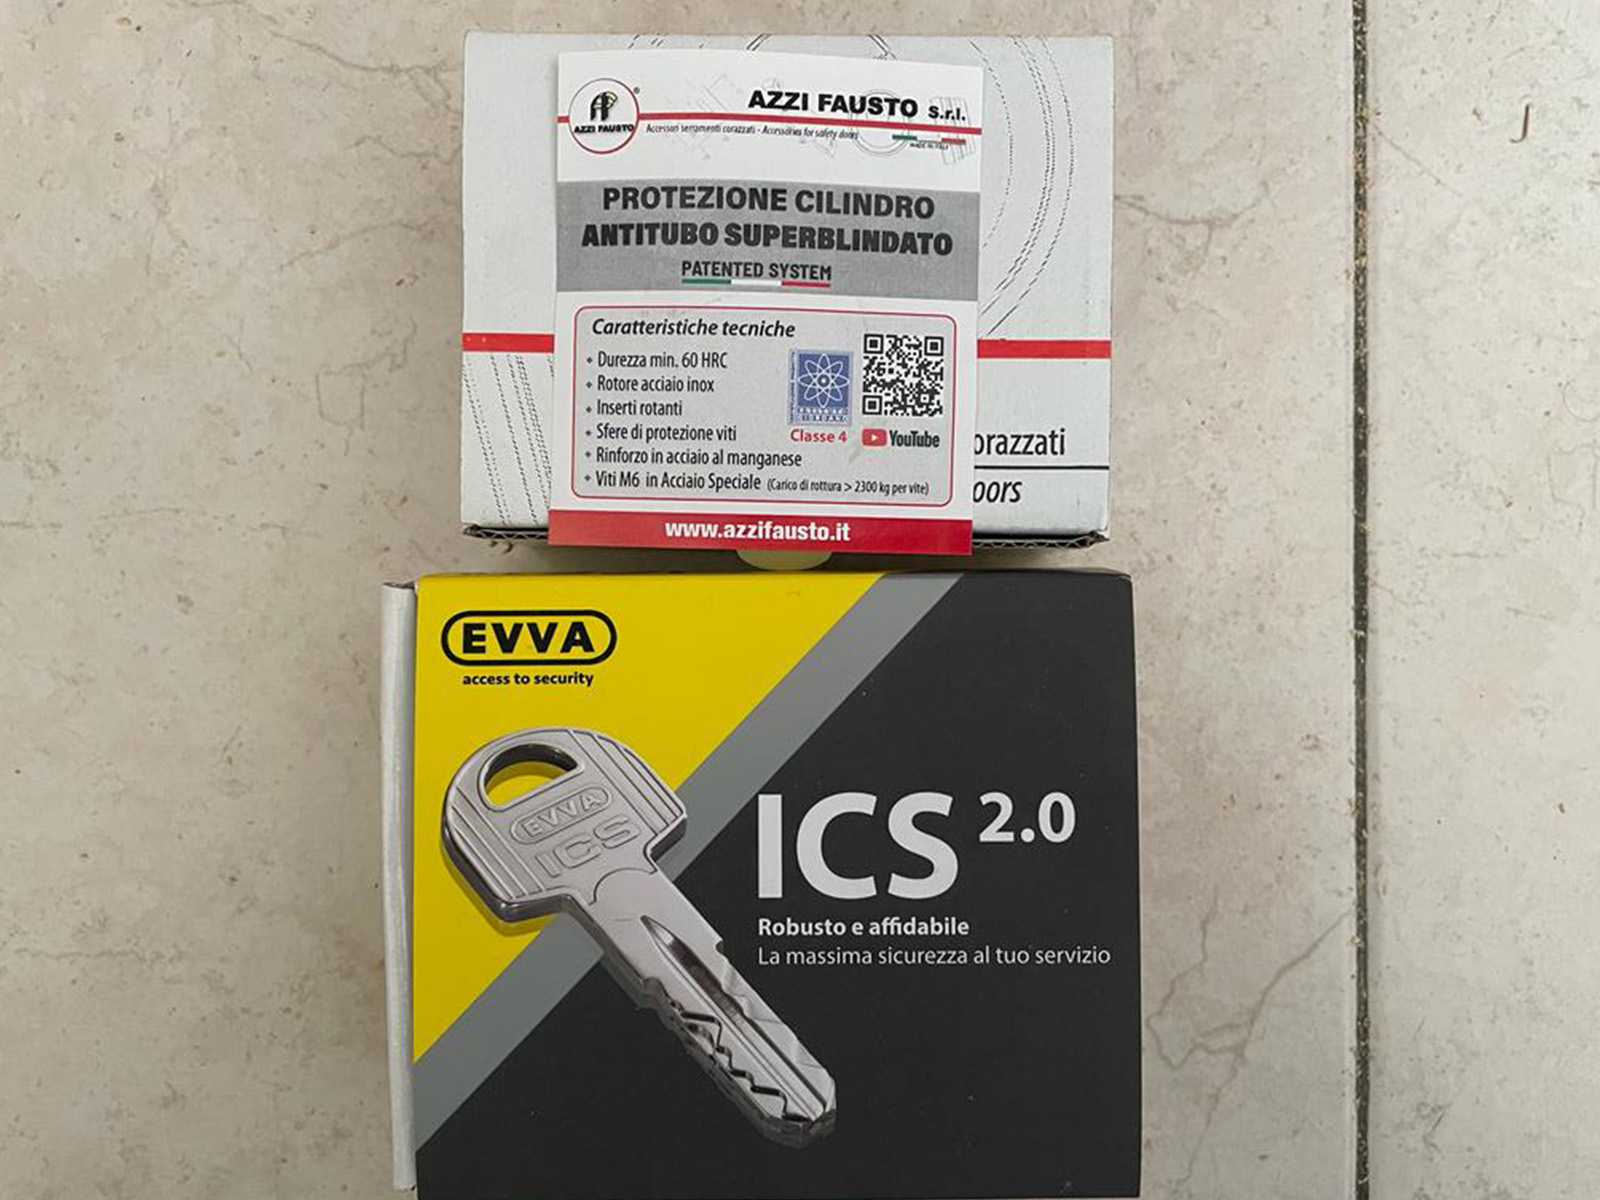 AZZI FAUSTO S.r.l.
AZZI FAUSTO
Accessori serramenti corazzati - Accessories for safety doors
MADE IN ITALY
PROTEZIONE CILINDRO
ANTITUBO SUPERBLINDATO
PATENTED SYSTEM
Caratteristiche tecniche
• Durezza min. 60 HRC
• Rotore acciaio inox
• Inserti rotanti
• Sfere di protezione viti
• Rinforzo in acciaio al manganese
• Viti M6 in Acciaio Speciale (Carico di rottura > 2300 kg per vite)
Classe 4
YouTube
www.azzifausto.it
orazzati
oors
EVVA
access to security
EVVA
ICS
ICS 2.0
Robusto e affidabile
La massima sicurezza al tuo servizio